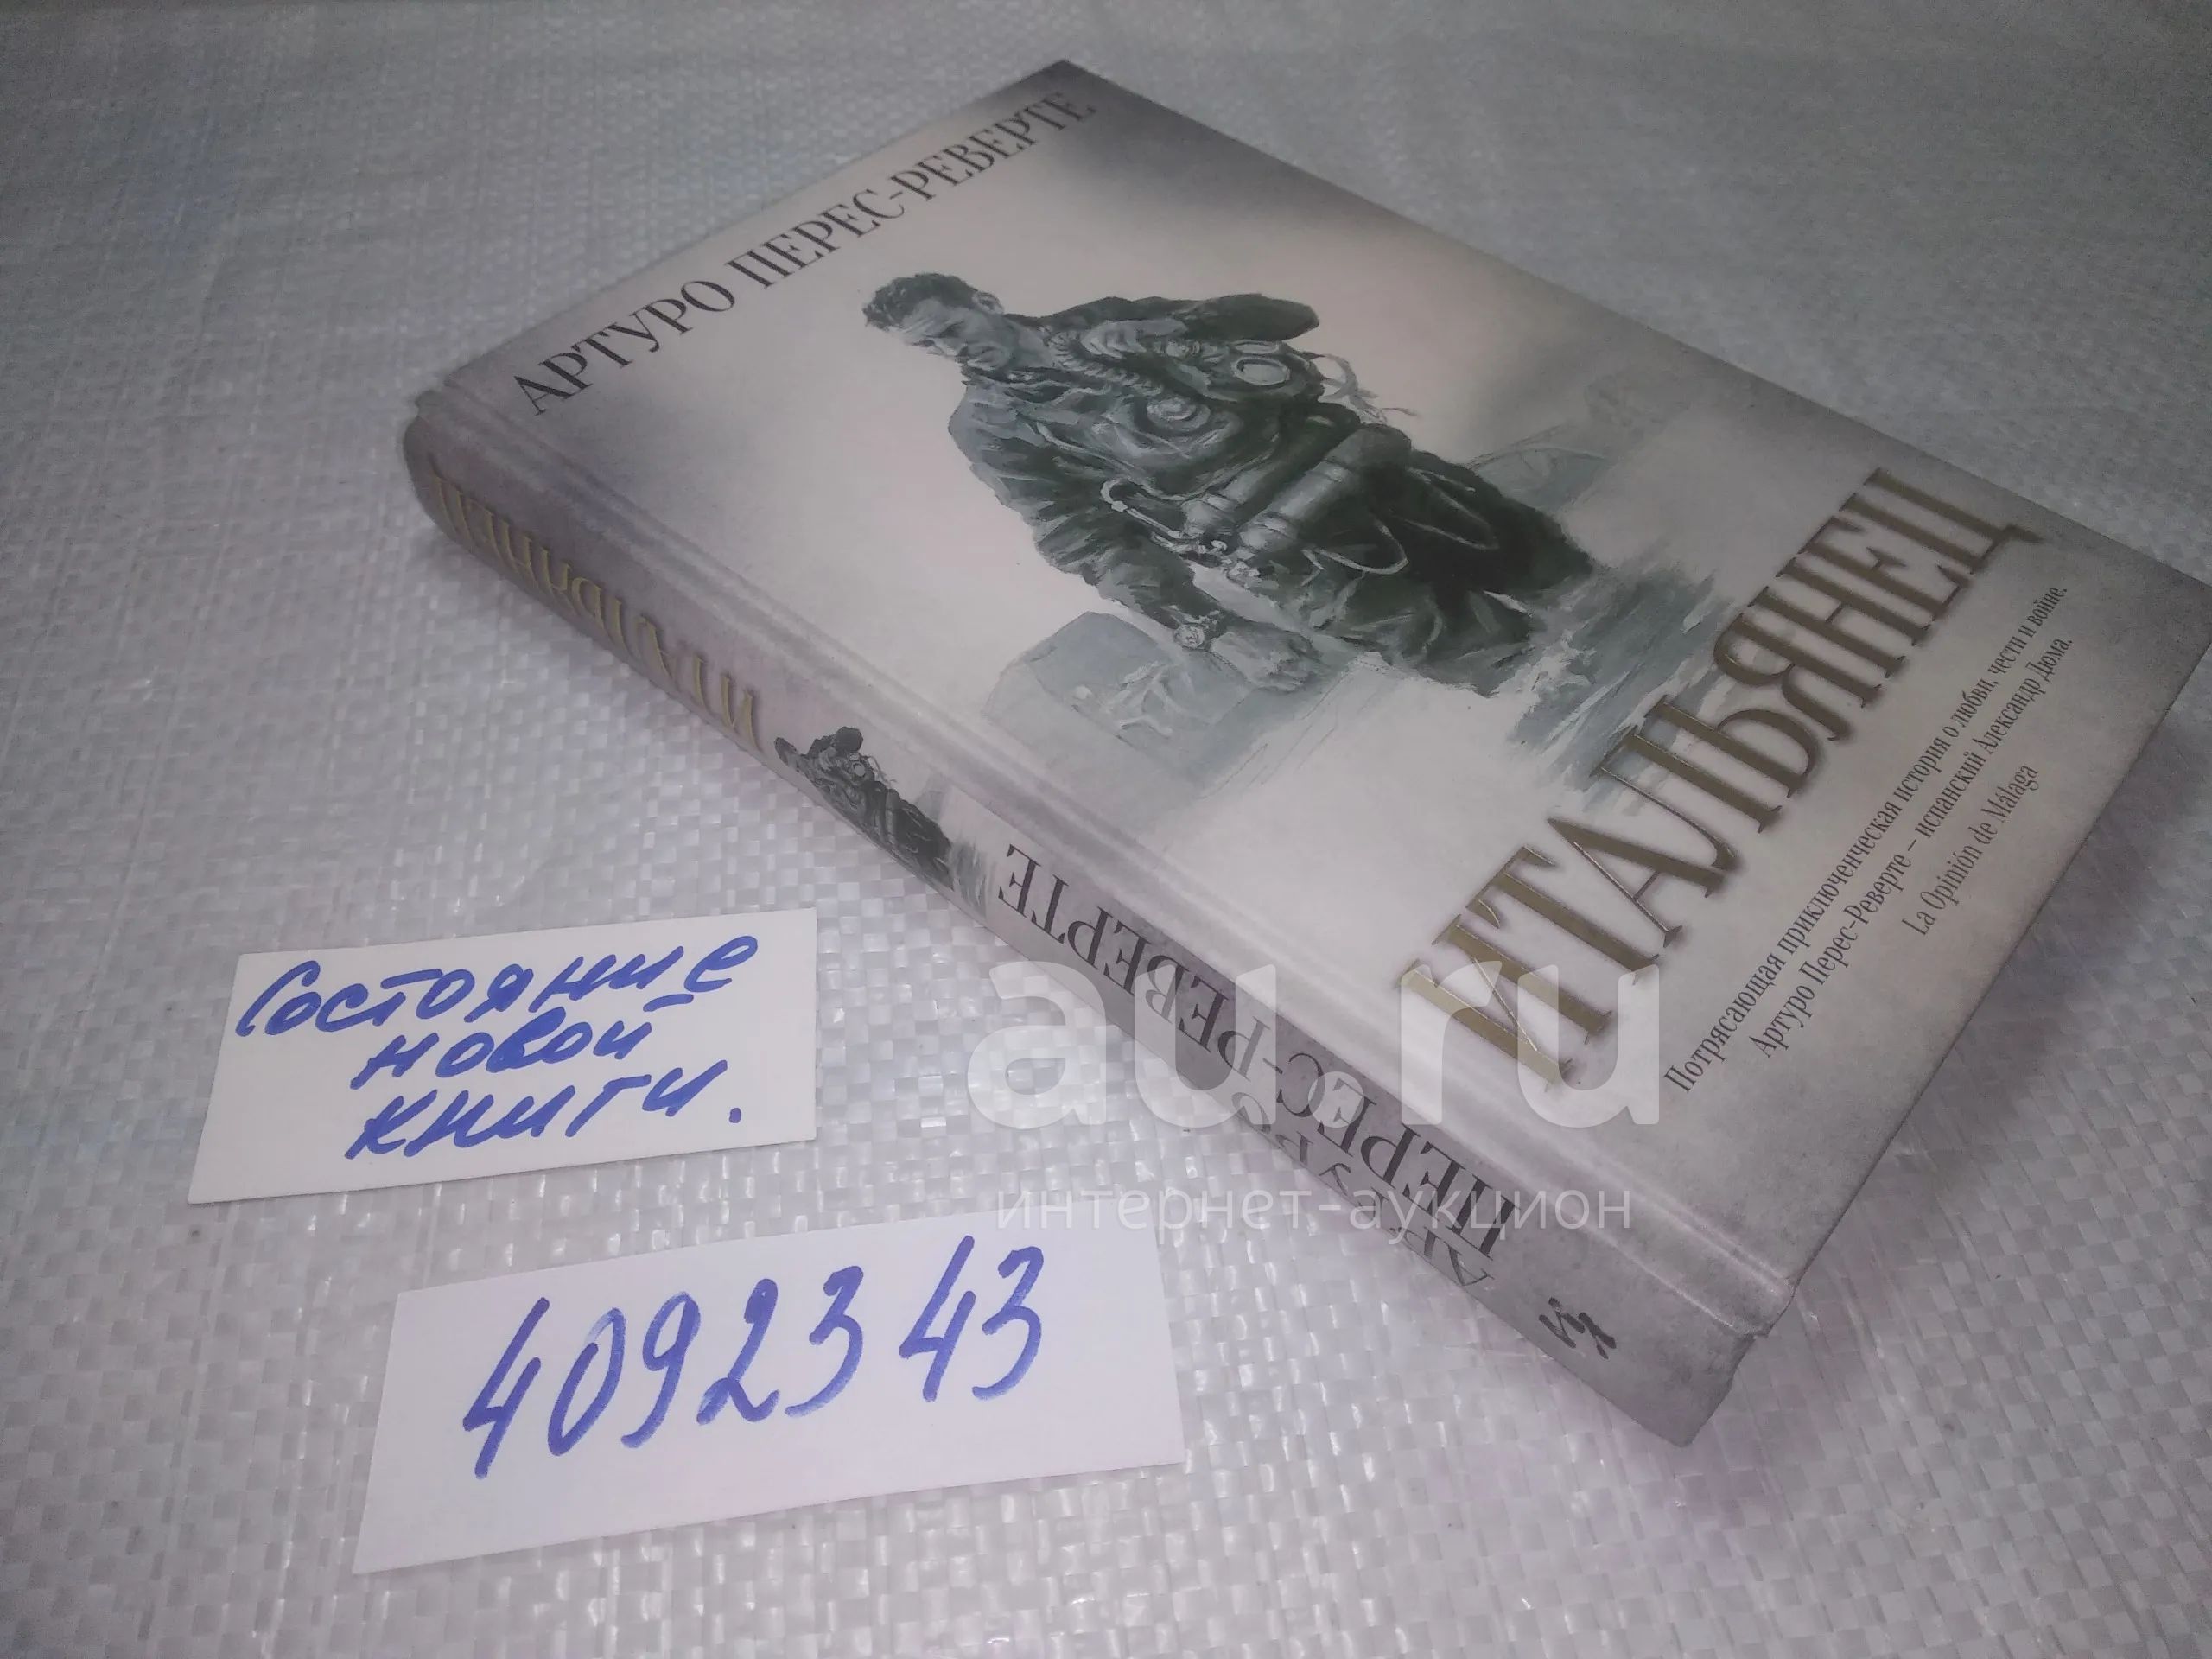 АРТУРО ПЕРЕС-РЕВЕРТЕ
ИТАЛЬЯНЕЦ
Потрясающая приключенческая история о любви, чести и войне.
Артуро Перес-Реверте – испанский Александр Дюма.
La Opinión de Málaga
ИТАЛЬЯНЕЦ
АРТУРО
ПЕРЕС-РЕВЕРТЕ
Состояние
новой
книги.
4092343
au.ru
интернет-аукцион